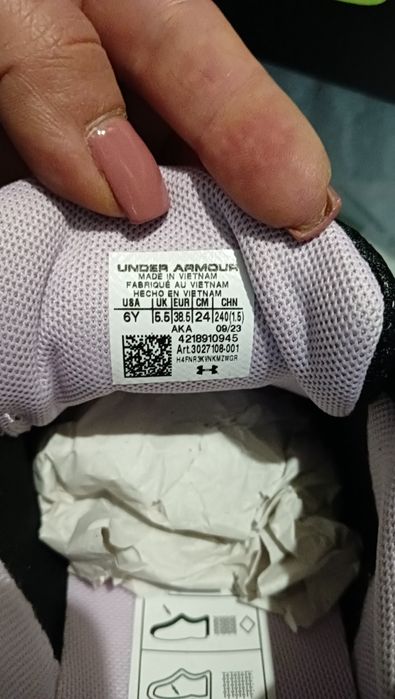 UNDER ARMOUR
MADE IN VIETNAM
FABRIQUÉ AU VIETNAM
HECHO EN VIETNAM
USA UK EUR CM CHN
6Y 5.5 38.5 24 240(1.5)
AKA 09/23
4218910945
Art.3027108-001